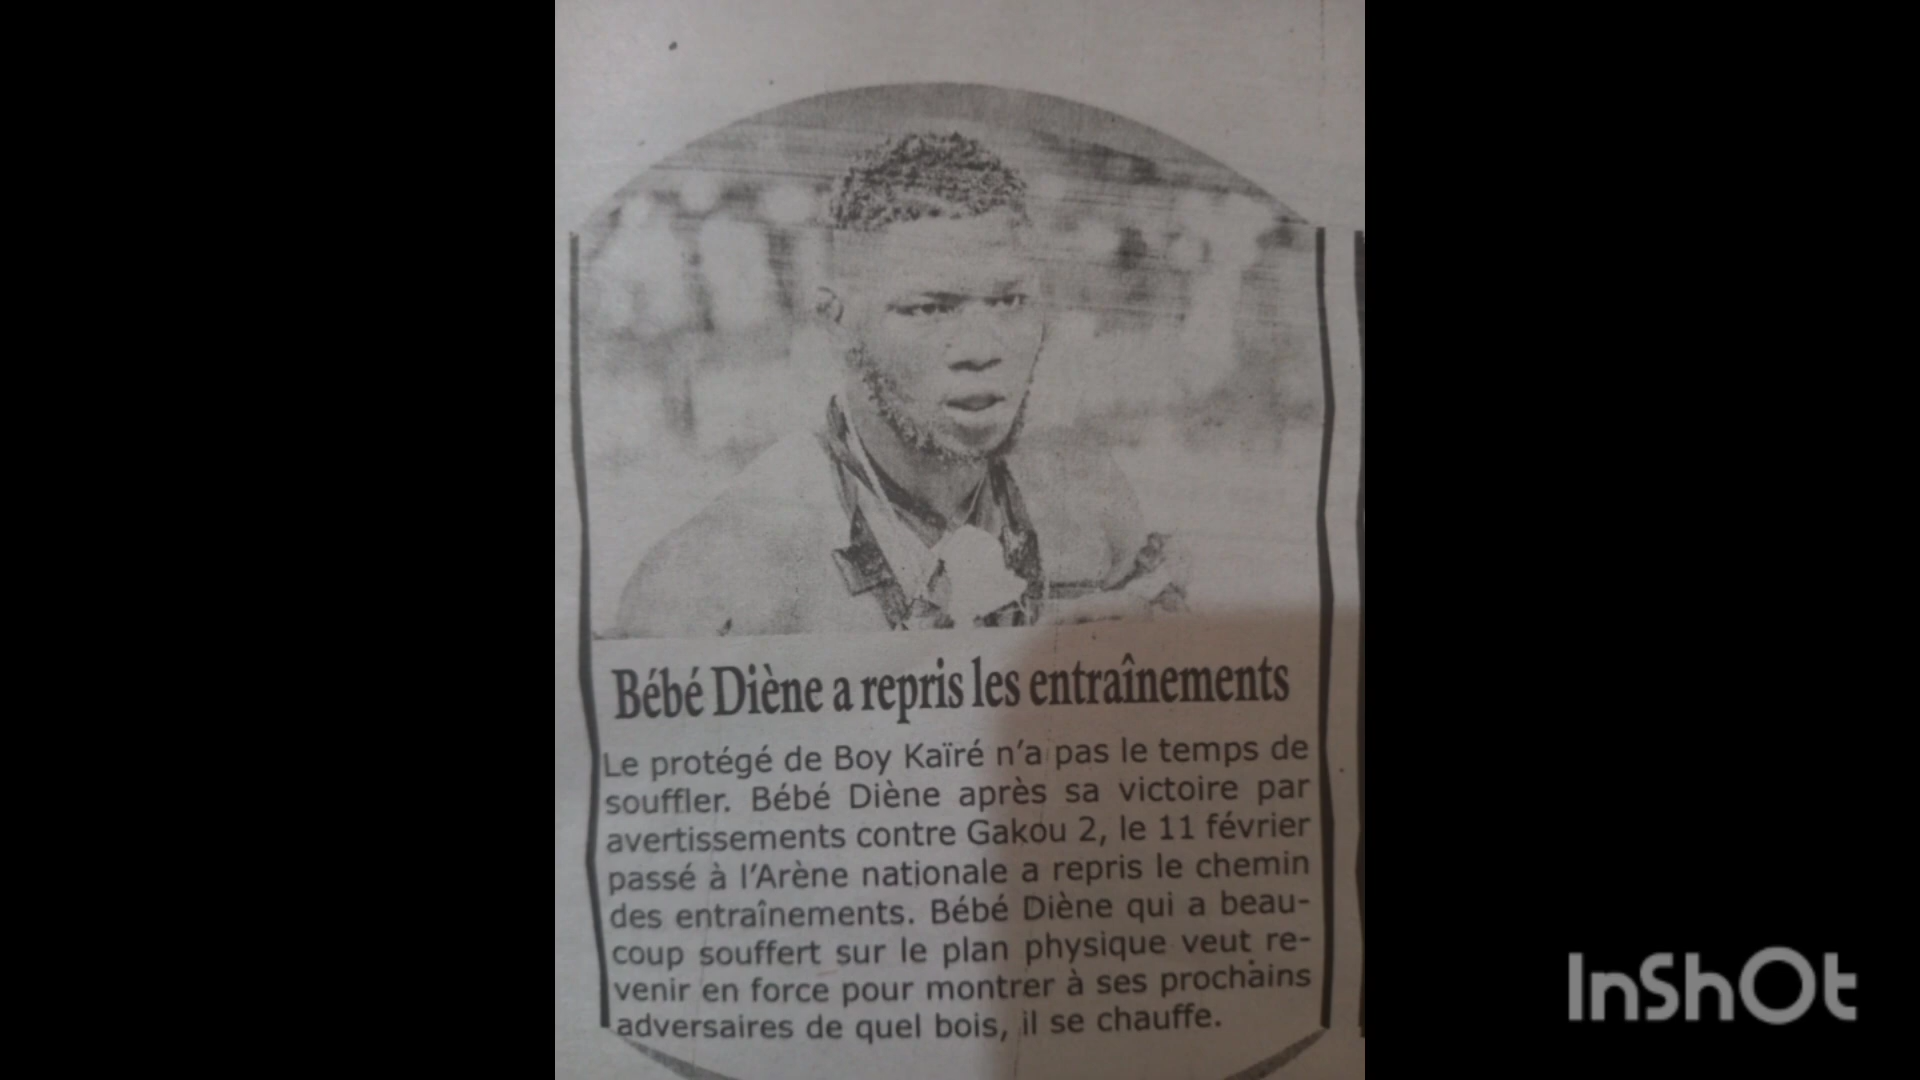 Bébé Diène a repris les entraînements
Le protégé de Boy Kaïré n'a pas le temps de
souffler. Bébé Diène après sa victoire par
avertissements contre Gakou 2, le 11 février
passé à l'Arène nationale a repris le chemin
des entraînements. Bébé Diène qui a beau-
coup souffert sur le plan physique veut re-
venir en force pour montrer à ses prochains
adversaires de quel bois, il se chauffe.
InShOt